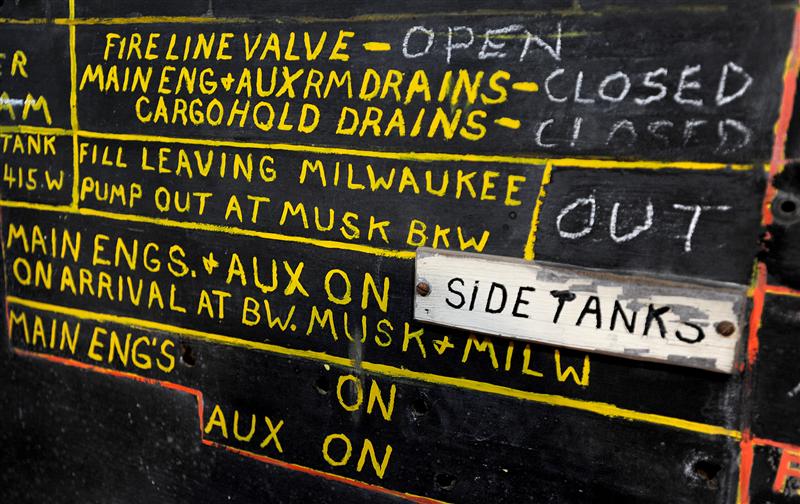 FIRE LINE VALVE - OPEN
MAIN ENG + AUX RM DRAINS - CLOSED
CARGO HOLD DRAINS - CLOSED
ER
AM
TANK
415.W
FILL LEAVING MILWAUKEE
PUMP OUT AT MUSK BKW
OUT
MAIN ENGS. + AUX ON
ON ARRIVAL AT BW. MUSK + MILW
SIDE TANKS
MAIN ENG'S
ON
AUX ON